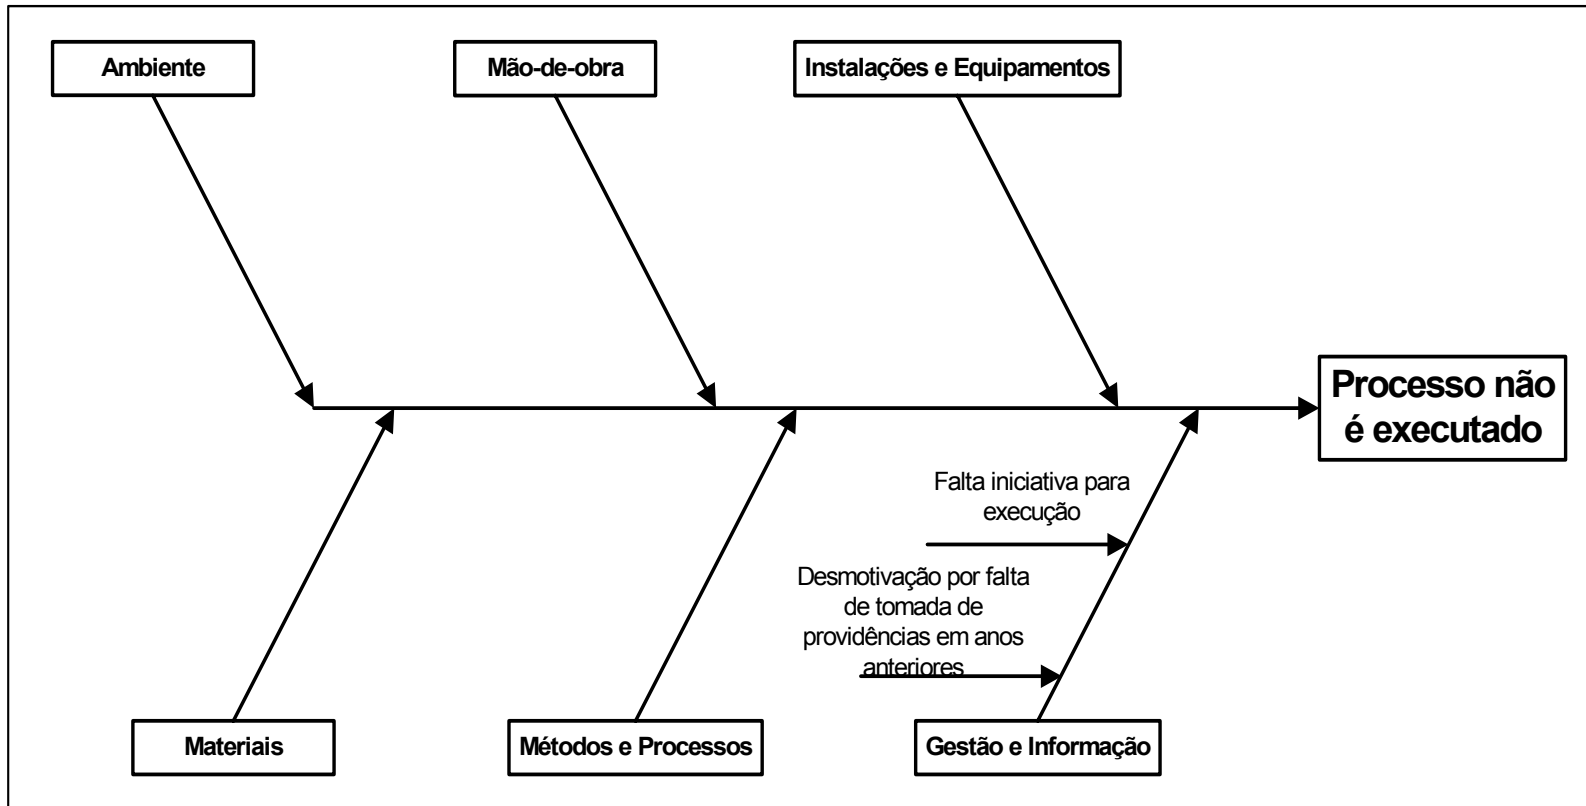 Ambiente
Mão-de-obra
Instalações e Equipamentos
Processo não
é executado
Falta iniciativa para
execução
Desmotivação por falta
de tomada de
providências em anos
anteriores
Materiais
Métodos e Processos
Gestão e Informação